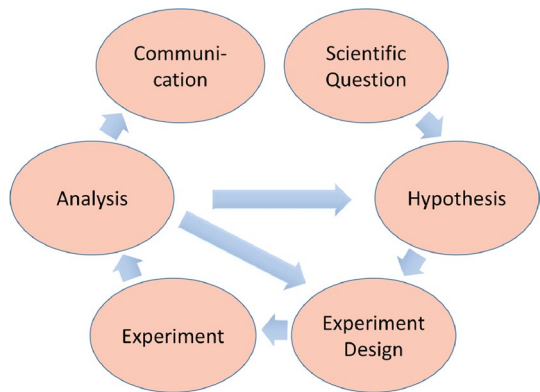 Communi-
cation
Scientific
Question
Analysis
Hypothesis
Experiment
Experiment
Design